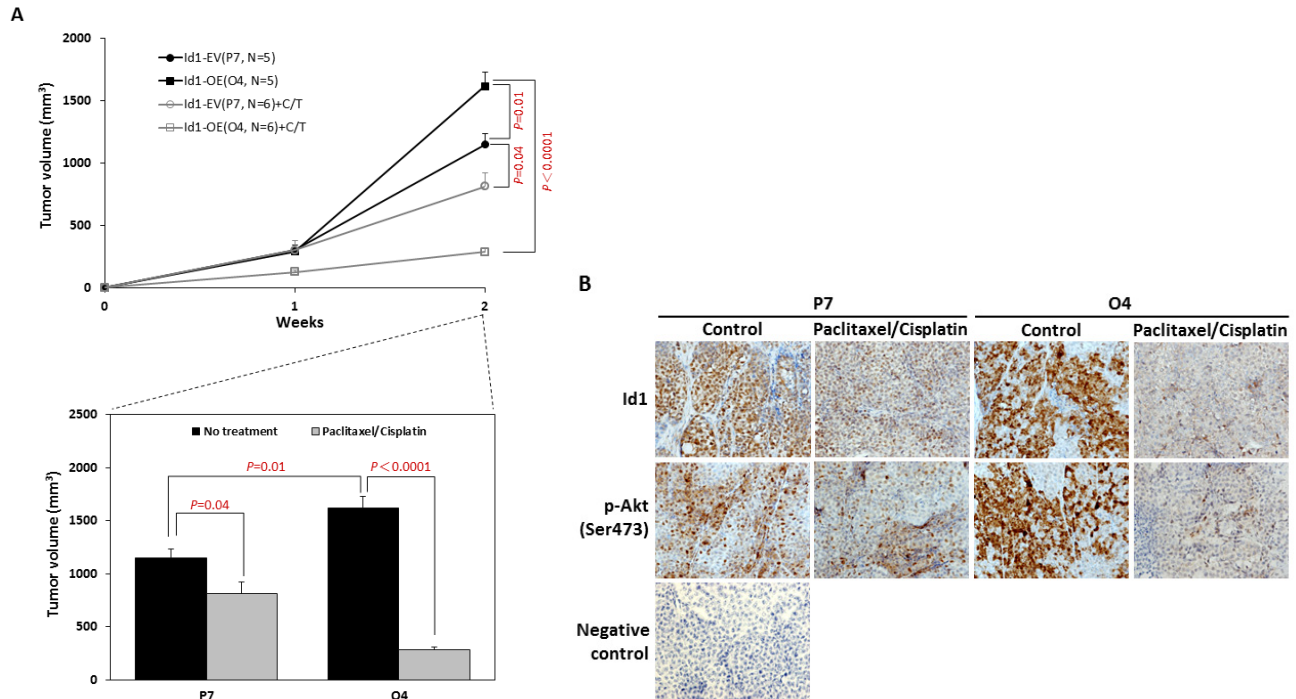 A
Tumor volume (mm³)
2000
1500
1000
500
0
Id1-EV(P7, N=5)
Id1-OE(O4, N=5)
Id1-EV(P7, N=6)+C/T
Id1-OE(O4, N=6)+C/T
P=0.01
P=0.04
P<0.0001
0 1 2
Weeks
Tumor volume (mm³)
2500
2000
1500
1000
500
0
No treatment Paclitaxel/Cisplatin
P=0.01 P<0.0001
P=0.04
P7 O4
B
P7 O4
Control Paclitaxel/Cisplatin Control Paclitaxel/Cisplatin
Id1
p-Akt
(Ser473)
Negative
control